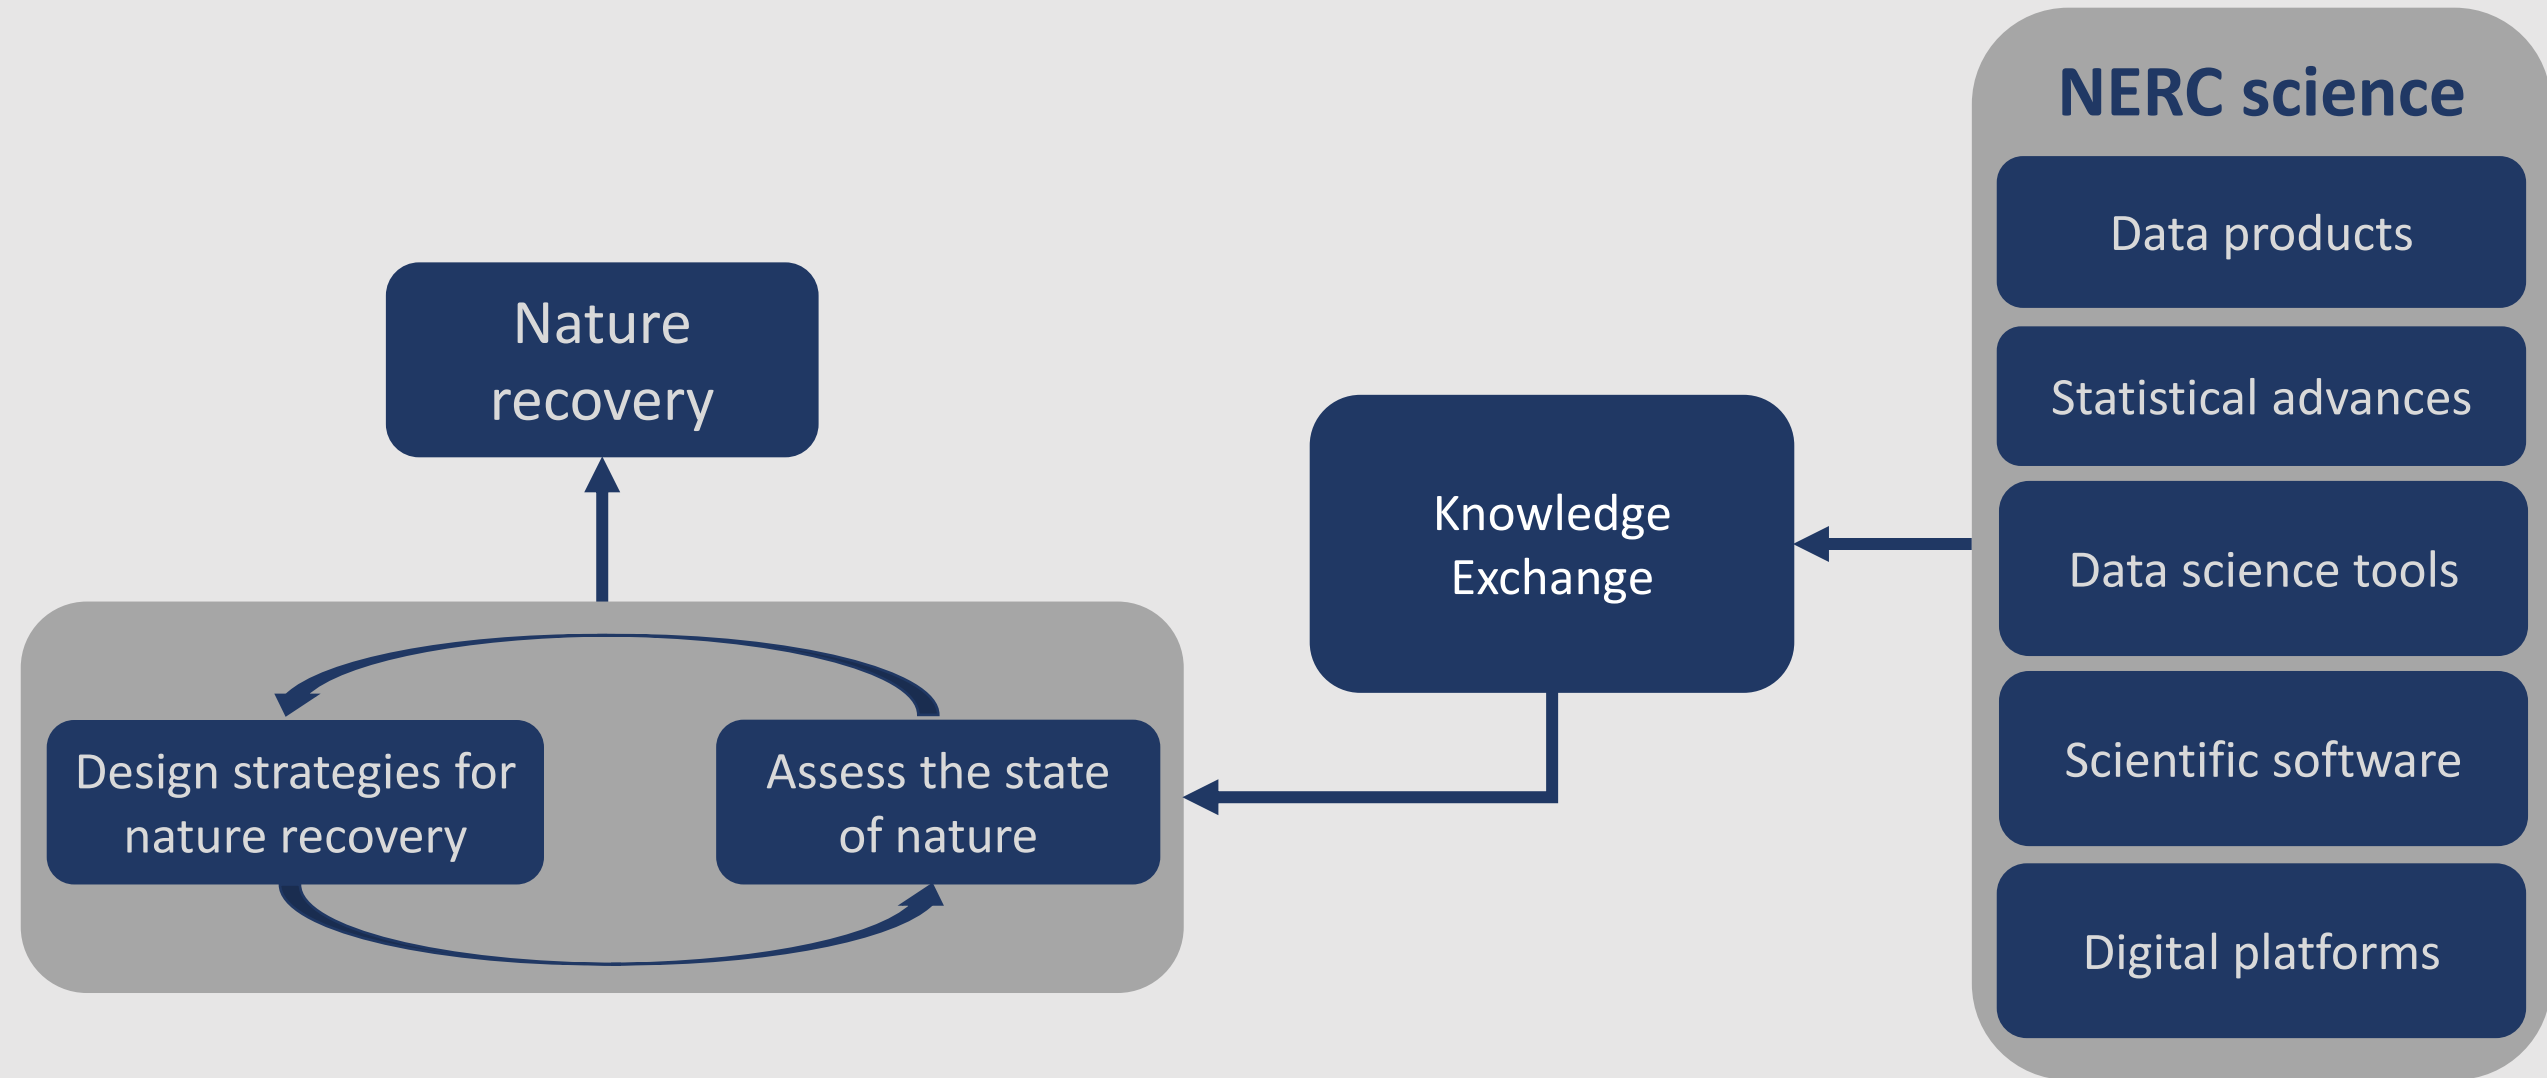 NERC science
Data products
Statistical advances
Data science tools
Scientific software
Digital platforms
Knowledge
Exchange
Nature
recovery
Design strategies for
nature recovery
Assess the state
of nature